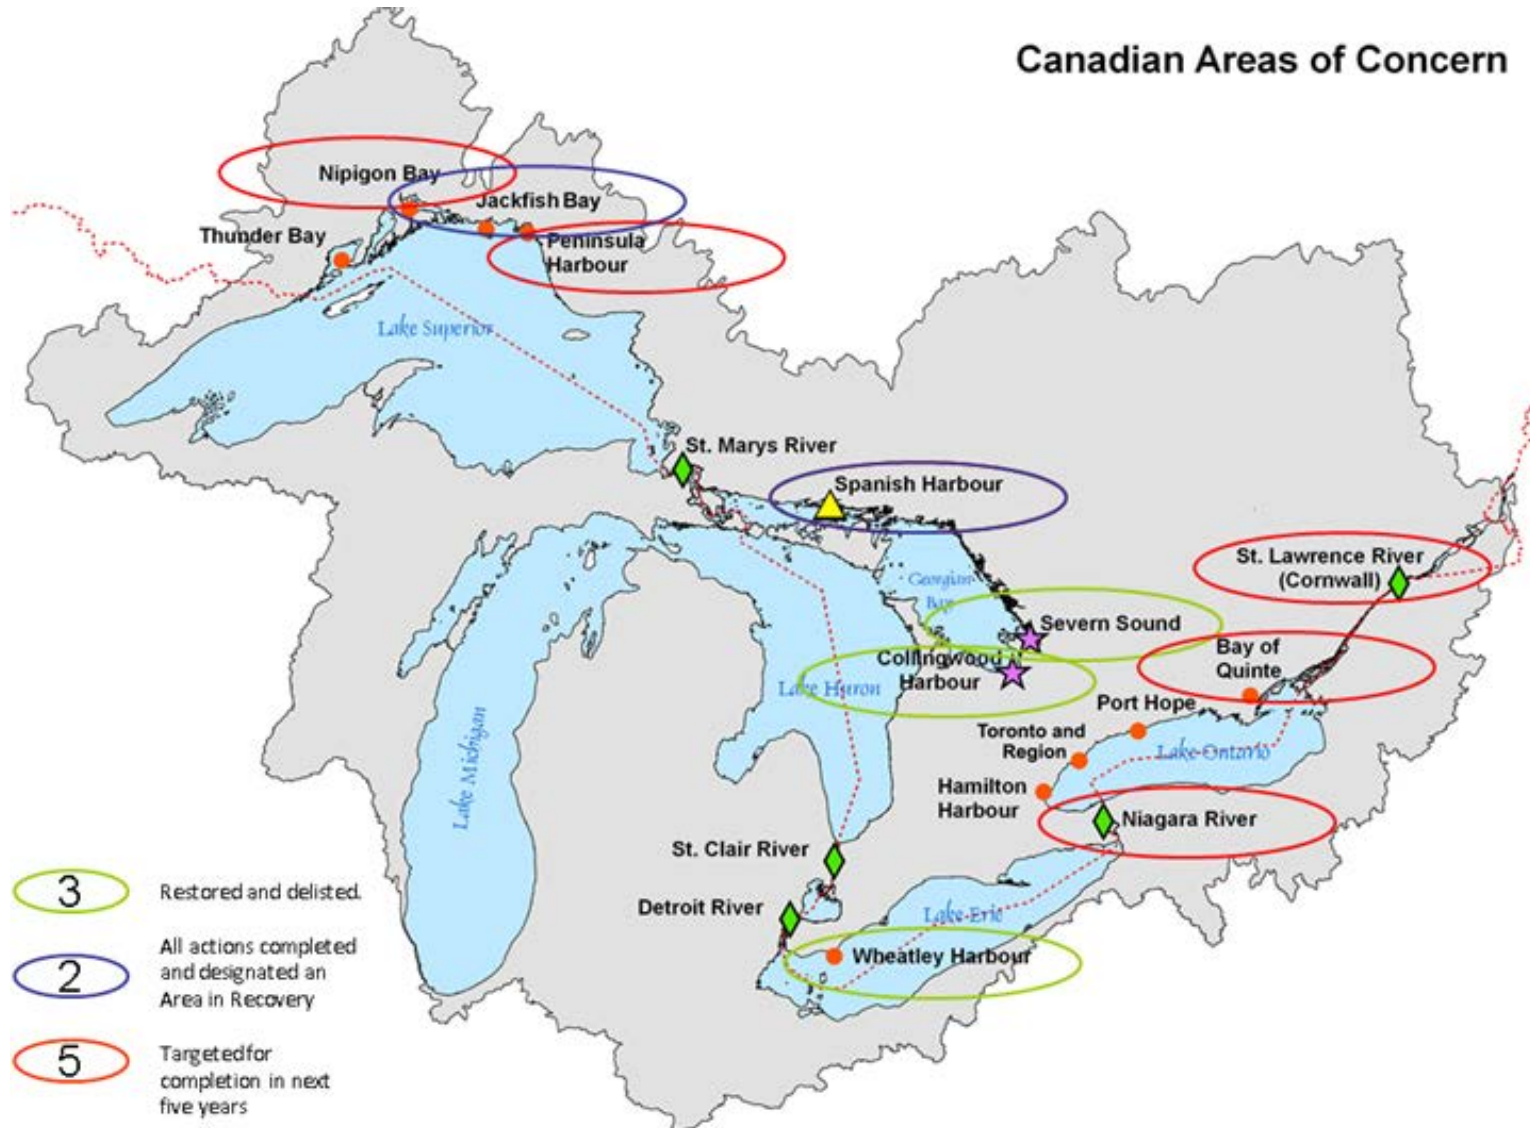 Canadian Areas of Concern
Nipigon Bay
Jackfish Bay
Thunder Bay
Peninsula
Harbour
Lake Superior
St. Marys River
Spanish Harbour
St. Lawrence River
(Cornwall)
Georgian
Bay
Severn Sound
Bay of
Quinte
Collingwood
Harbour
Lake Huron
Port Hope
Toronto and
Region
Lake Ontario
Lake Michigan
Hamilton
Harbour
Niagara River
St. Clair River
Detroit River
Lake Erie
Wheatley Harbour
3
Restored and delisted.
2
All actions completed
and designated an
Area in Recovery
5
Targeted for
completion in next
five years